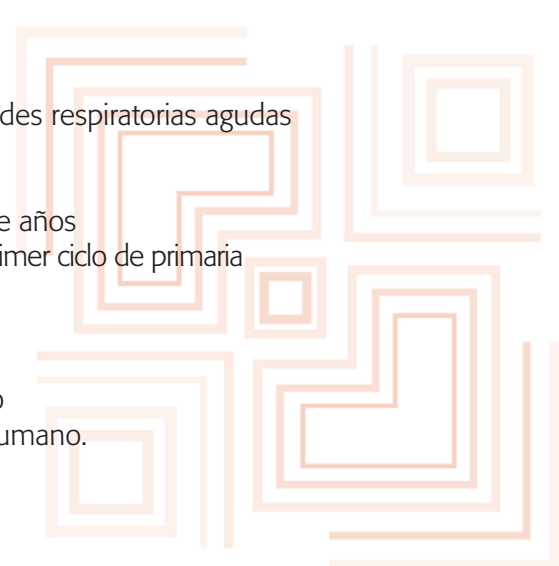 des respiratorias agudas
e años
imer ciclo de primaria
o
umano.